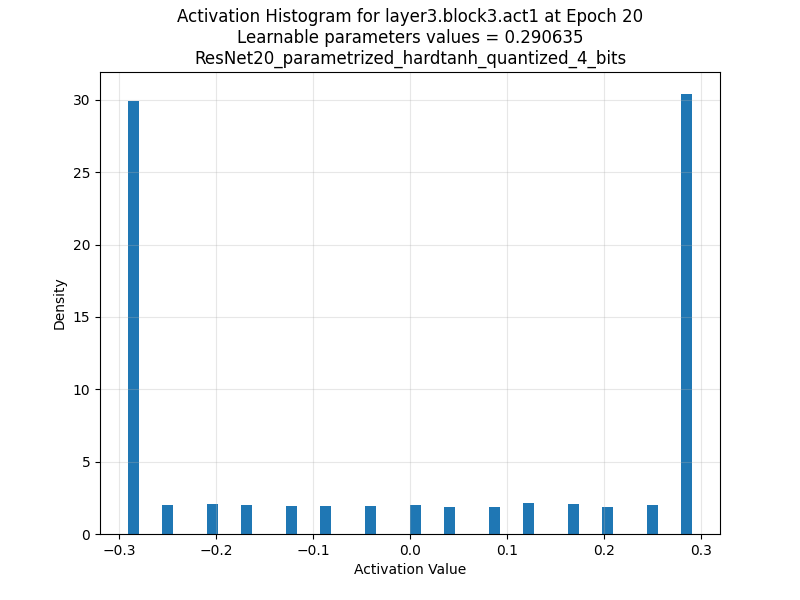 Activation Histogram for layer3.block3.act1 at Epoch 20
Learnable parameters values = 0.290635
ResNet20_parametrized_hardtanh_quantized_4_bits
30
25
20
15
10
5
0
Density
−0.3 −0.2 −0.1 0.0 0.1 0.2 0.3
Activation Value